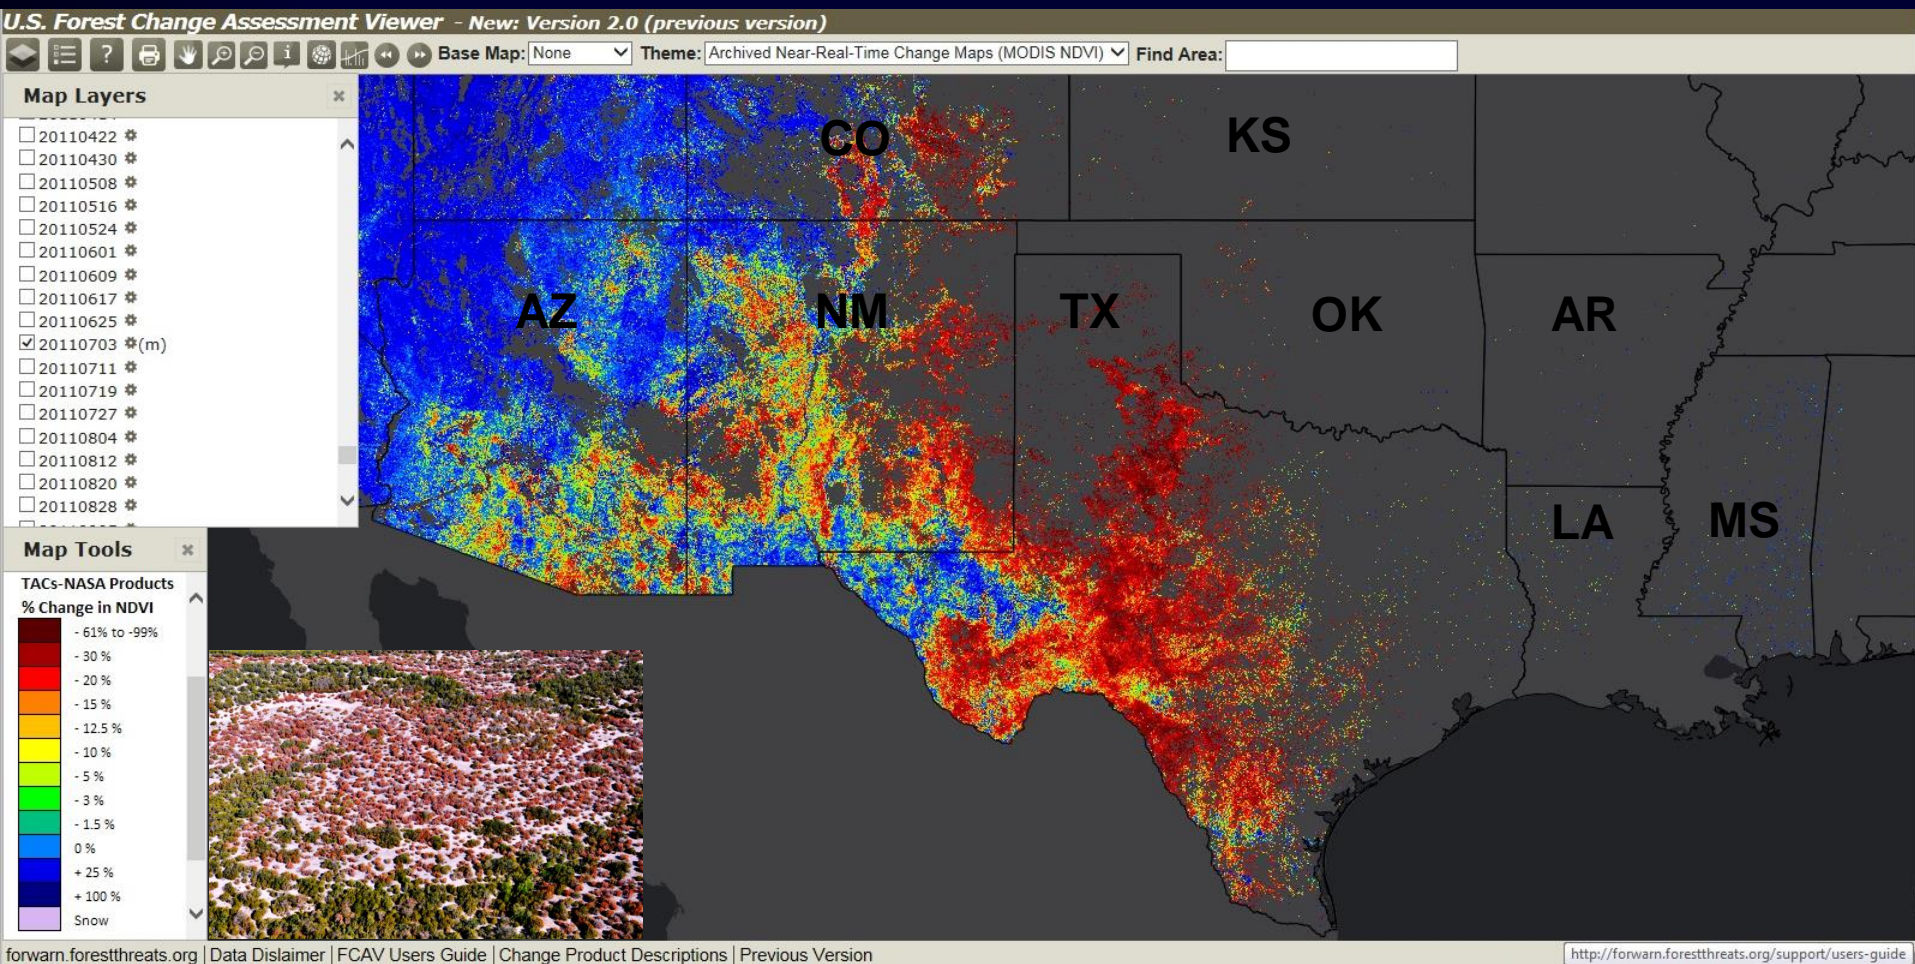 U.S. Forest Change Assessment Viewer - New: Version 2.0 (previous version)
Base Map: None Theme: Archived Near-Real-Time Change Maps (MODIS NDVI) Find Area:
Map Layers
20110422
20110430
20110508
20110516
20110524
20110601
20110609
20110617
20110625
20110703 (m)
20110711
20110719
20110727
20110804
20110812
20110820
20110828
Map Tools
TACs-NASA Products
% Change in NDVI
- 61% to -99%
- 30 %
- 20 %
- 15 %
- 12.5 %
- 10 %
- 5 %
- 3 %
- 1.5 %
0 %
+ 25 %
+ 100 %
Snow
CO
KS
AZ
NM
TX
OK
AR
LA
MS
forwarn.forestthreats.org | Data Dislaimer | FCAV Users Guide | Change Product Descriptions | Previous Version
http://forwarn.forestthreats.org/support/users-guide